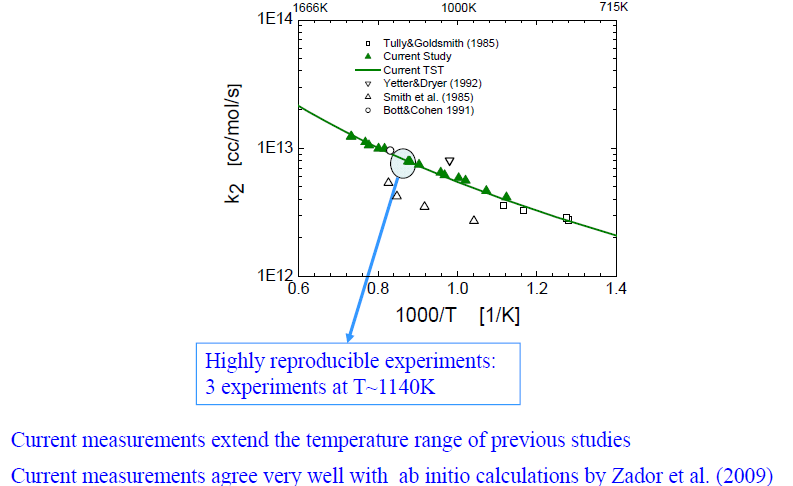 1666K 1000K 715K
1E14
Tully&Goldsmith (1985)
Current Study
Current TST
Yetter&Dryer (1992)
Smith et al. (1985)
Bott&Cohen 1991)
1E13
k2 [cc/mol/s]
1E12
0.6 0.8 1.0 1.2 1.4
1000/T [1/K]
Highly reproducible experiments:
3 experiments at T~1140K
Current measurements extend the temperature range of previous studies
Current measurements agree very well with ab initio calculations by Zador et al. (2009)